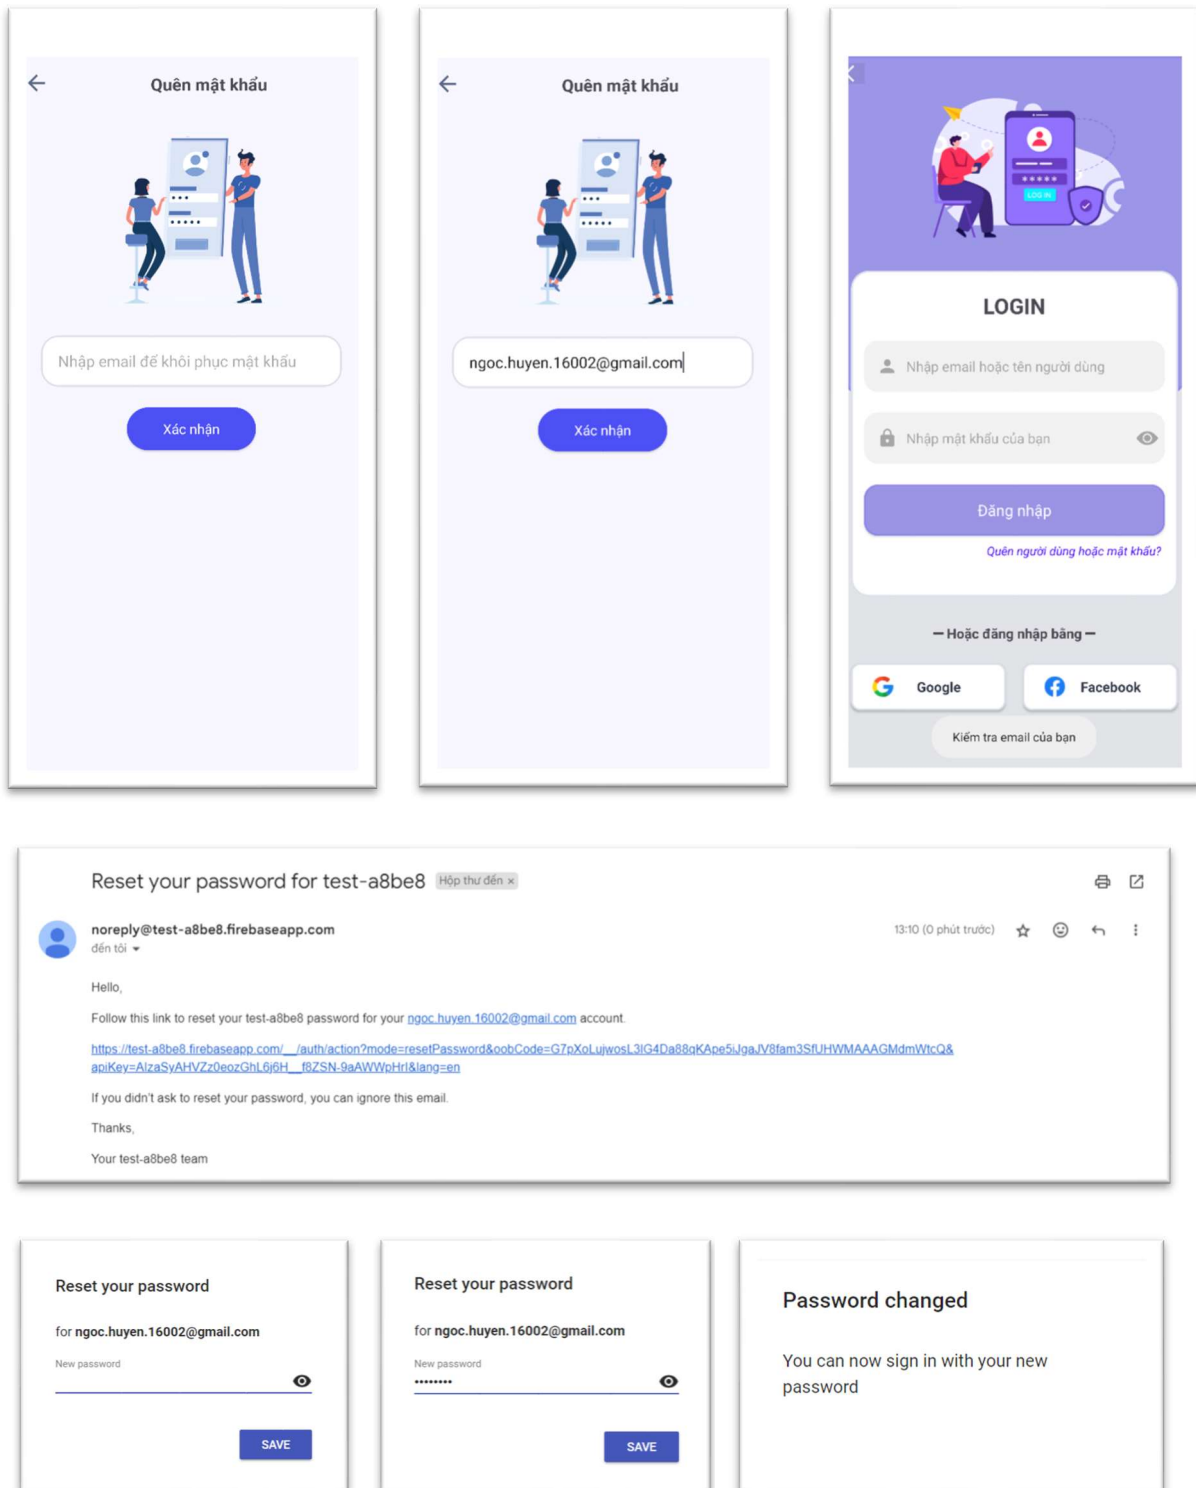 Quên mật khẩu
Nhập email để khôi phục mật khẩu
Xác nhận
Quên mật khẩu
ngoc.huyen.16002@gmail.com
Xác nhận
LOG IN
LOGIN
Nhập email hoặc tên người dùng
Nhập mật khẩu của bạn
Đăng nhập
Quên người dùng hoặc mật khẩu?
Hoặc đăng nhập bằng
Google
Facebook
Kiểm tra email của bạn
Reset your password for test-a8be8 Hộp thư đến ×
noreply@test-a8be8.firebaseapp.com 13:10 (0 phút trước)
đến tôi
Hello,
Follow this link to reset your test-a8be8 password for your ngoc.huyen.16002@gmail.com account.
https://test-a8be8.firebaseapp.com/__/auth/action?mode=resetPassword&oobCode=G7pXoLujwosL3lG4Da88qKApe5iJgaJV8fam3SfUHWMAAAGMdmWtcQ&
apiKey=AIzaSyAHVZz0eozGhL6j6H__f8ZSN-9aAWWpHrI&lang=en
If you didn't ask to reset your password, you can ignore this email.
Thanks,
Your test-a8be8 team
Reset your password
for ngoc.huyen.16002@gmail.com
New password
SAVE
Reset your password
for ngoc.huyen.16002@gmail.com
New password
••••••••
SAVE
Password changed
You can now sign in with your new
password